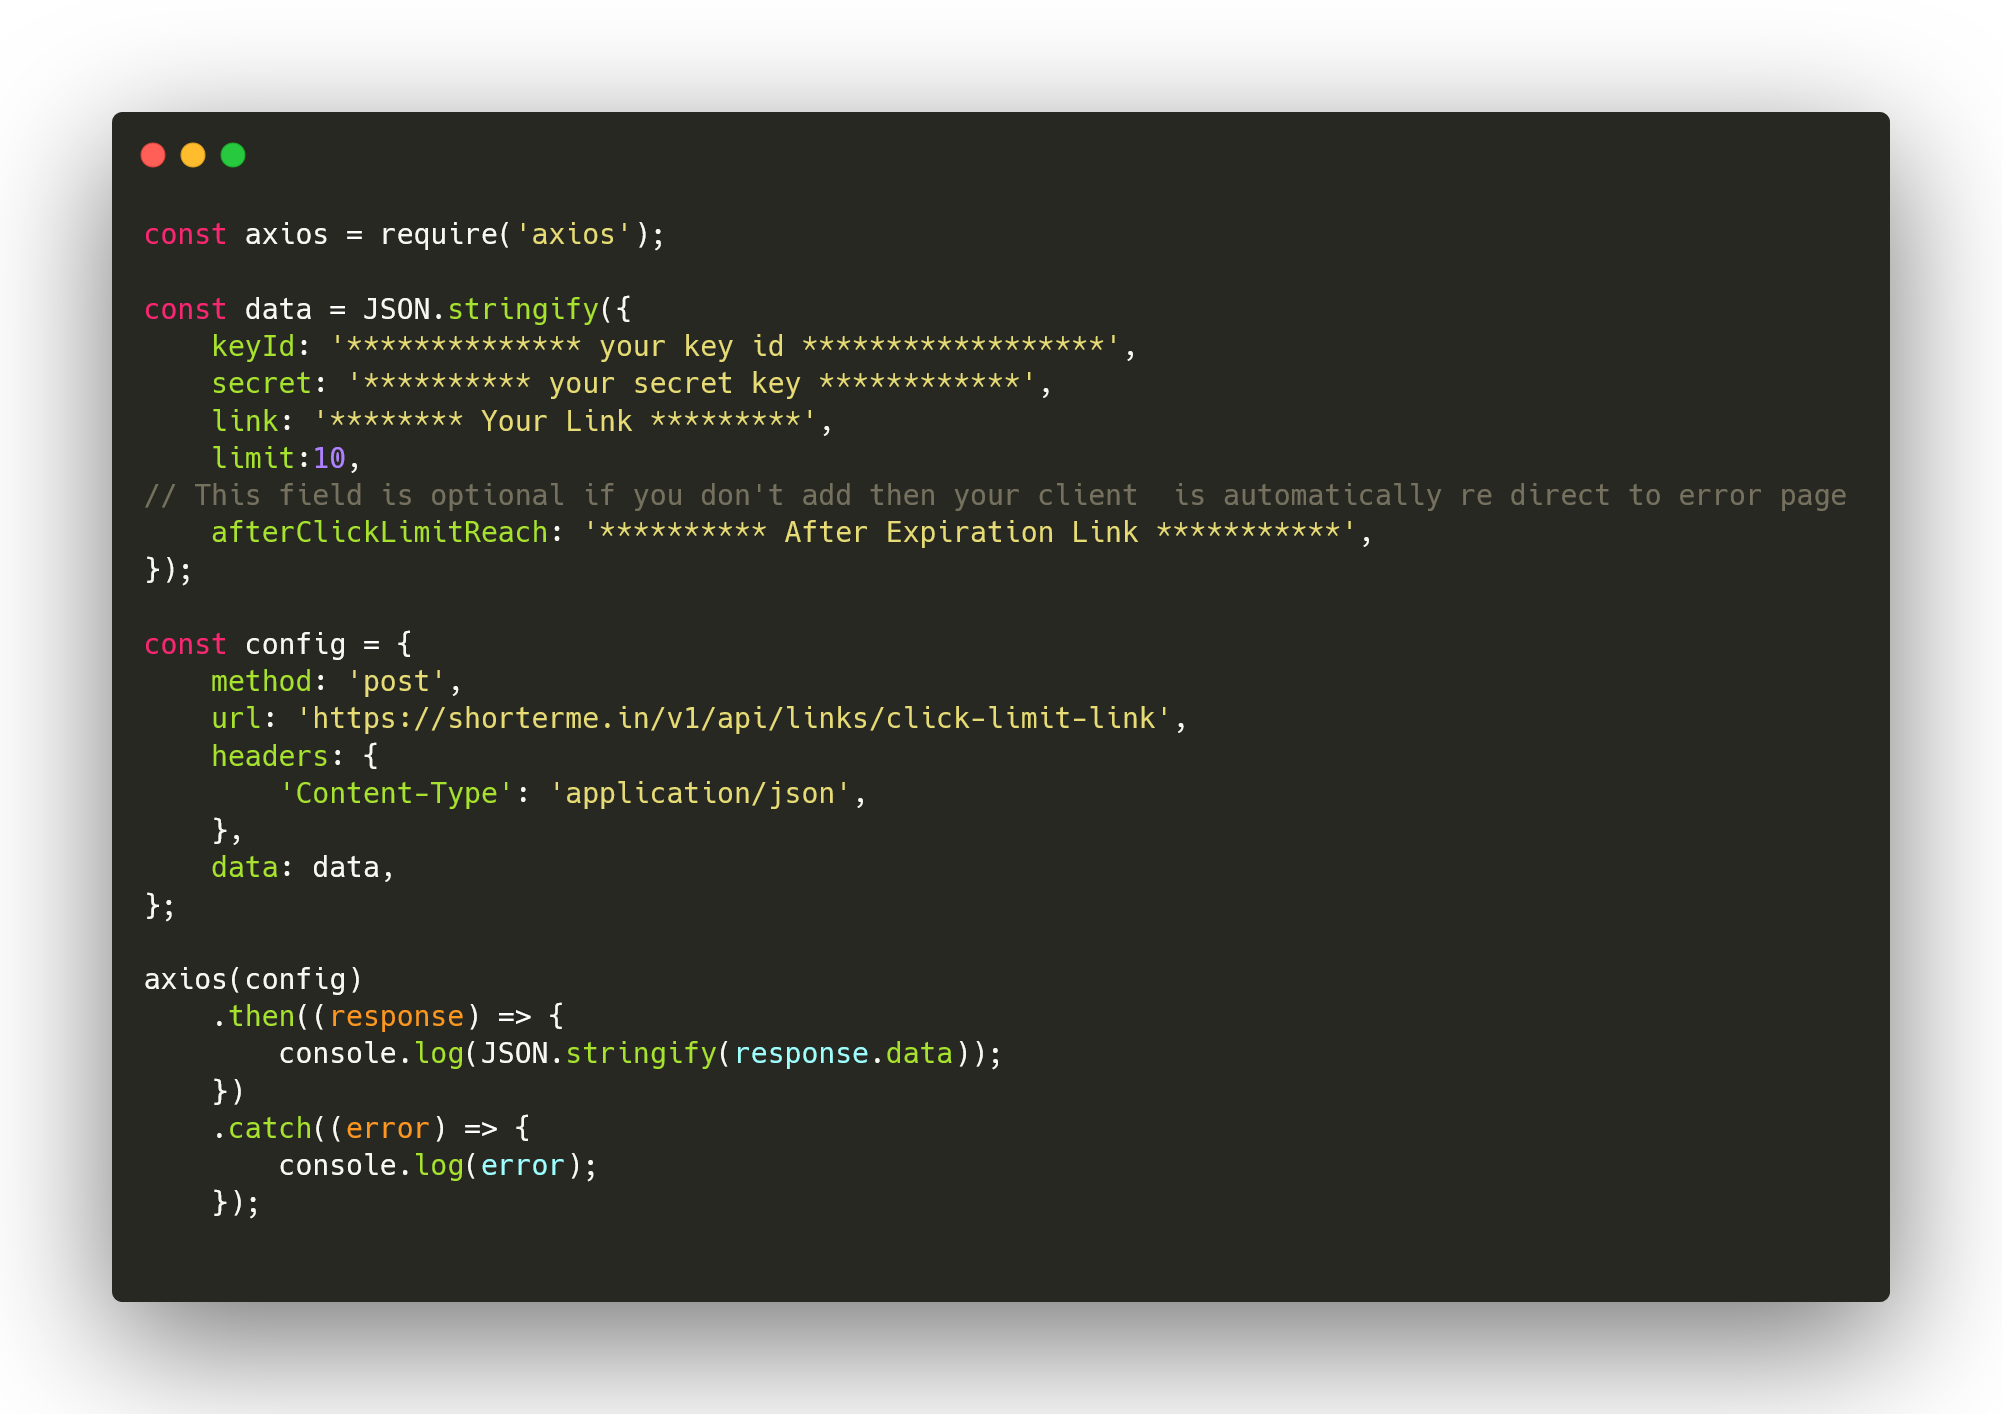 const axios = require('axios');
const data = JSON.stringify({
    keyId: '************** your key id ******************',
    secret: '********** your secret key ************',
    link: '******** Your Link *********',
    limit:10,
// This field is optional if you don't add then your client  is automatically re direct to error page
    afterClickLimitReach: '********** After Expiration Link ***********',
});
const config = {
    method: 'post',
    url: 'https://shorterme.in/v1/api/links/click-limit-link',
    headers: {
        'Content-Type': 'application/json',
    },
    data: data,
};
axios(config)
    .then((response) => {
        console.log(JSON.stringify(response.data));
    })
    .catch((error) => {
        console.log(error);
    });